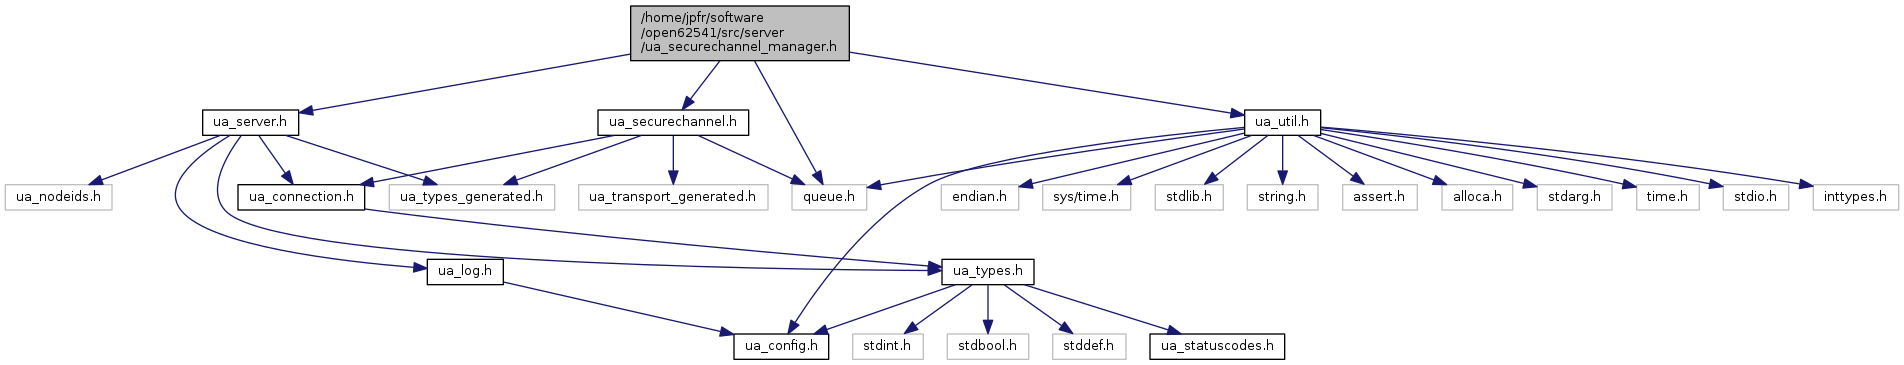 /home/jpfr/software
/open62541/src/server
/ua_securechannel_manager.h
ua_server.h
ua_securechannel.h
ua_util.h
ua_nodeids.h
ua_connection.h
ua_types_generated.h
ua_transport_generated.h
queue.h
endian.h
sys/time.h
stdlib.h
string.h
assert.h
alloca.h
stdarg.h
time.h
stdio.h
inttypes.h
ua_log.h
ua_types.h
ua_config.h
stdint.h
stdbool.h
stddef.h
ua_statuscodes.h